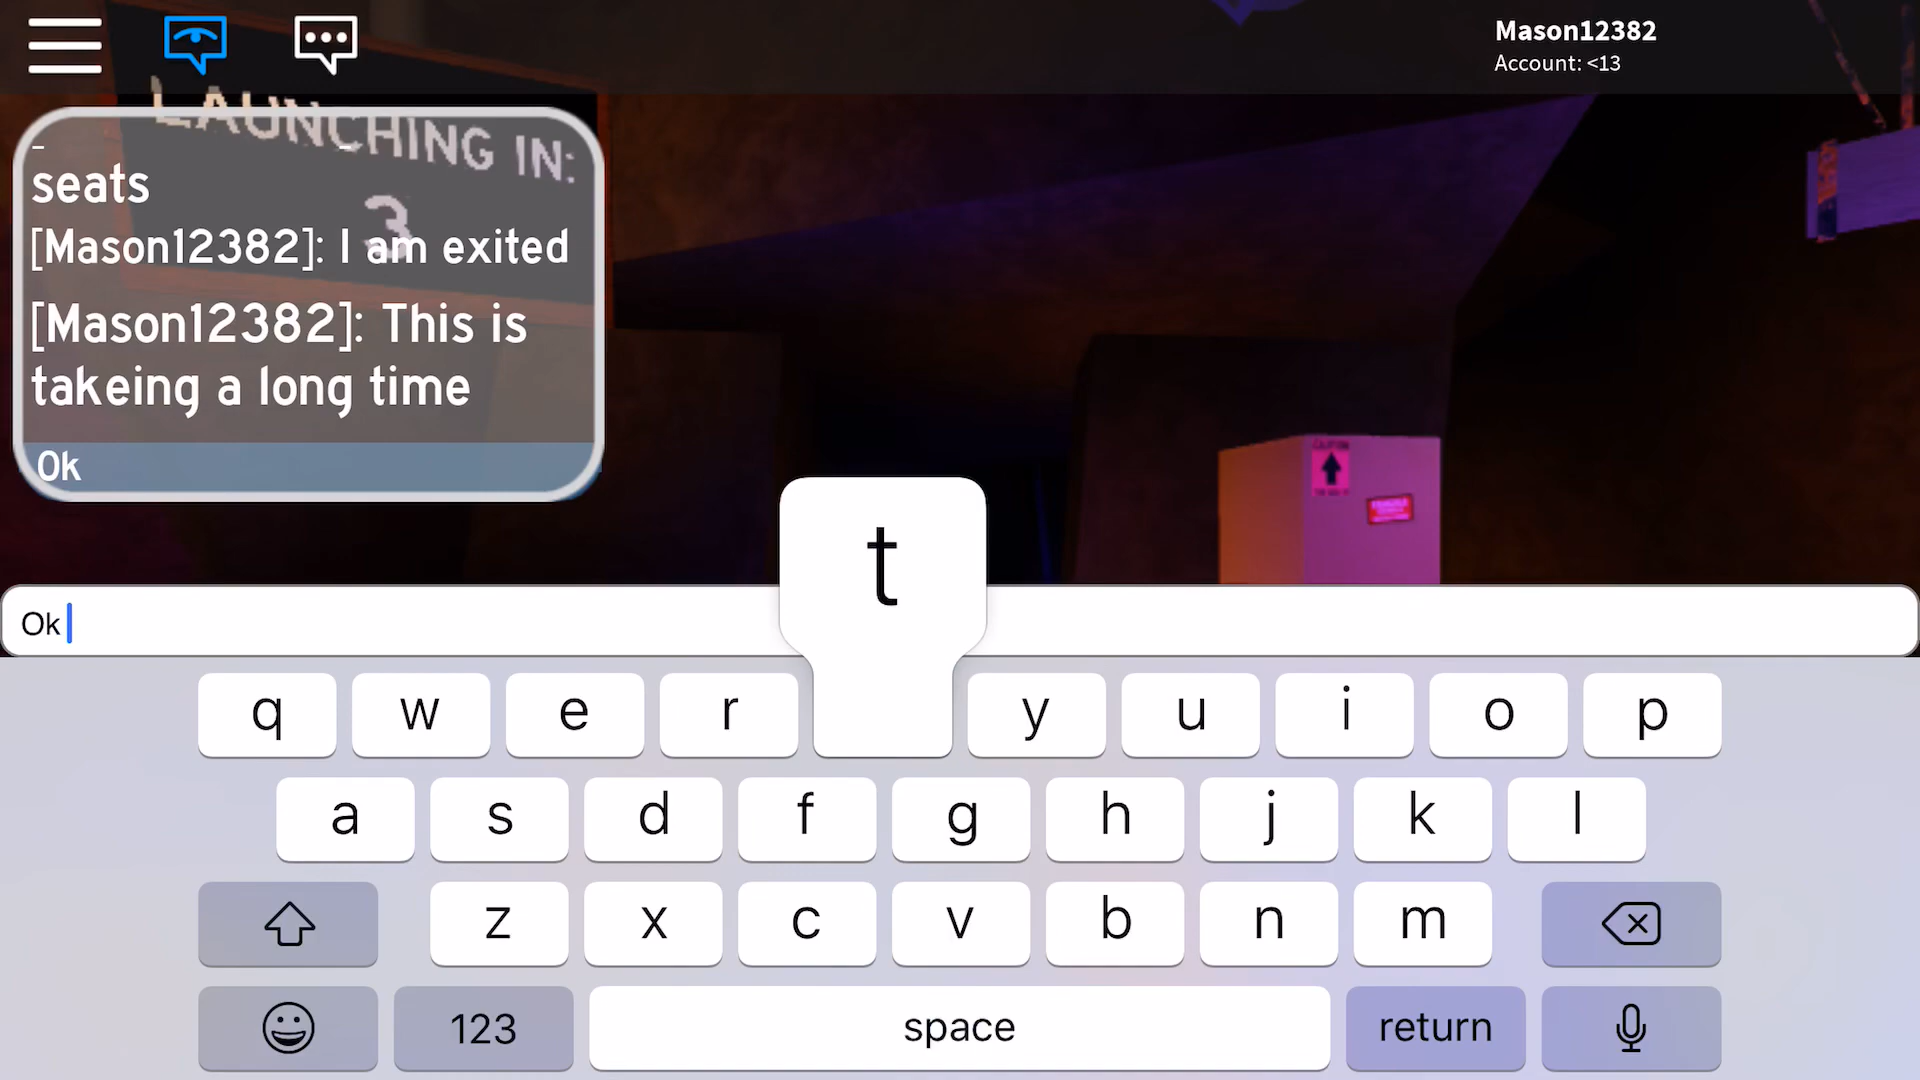 Mason12382
Account: <13
LAUNCHING IN:
3
seats
[Mason12382]: I am exited
[Mason12382]: This is
takeing a long time
Ok
CAUTION
t
Ok
q w e r y u i o p
a s d f g h j k l
z x c v b n m
123 space return